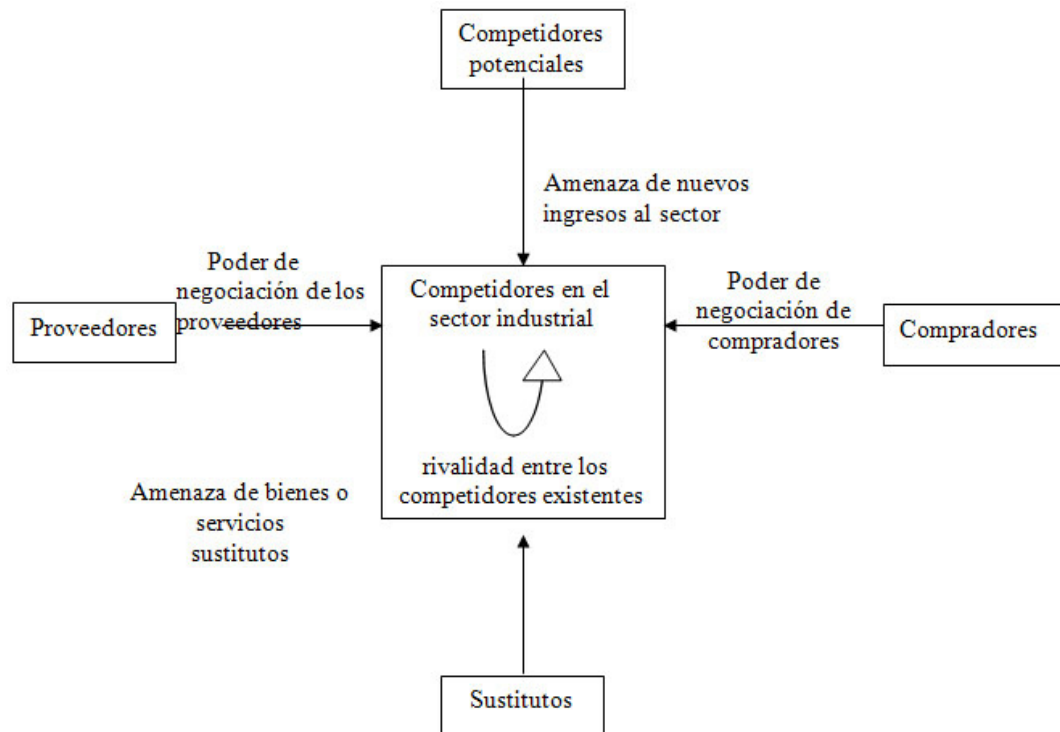 Competidores
potenciales
Amenaza de nuevos
ingresos al sector
Poder de
negociación de los
proveedores
Proveedores
Competidores en el
sector industrial
rivalidad entre los
competidores existentes
Poder de
negociación de
compradores
Compradores
Amenaza de bienes o
servicios
sustitutos
Sustitutos